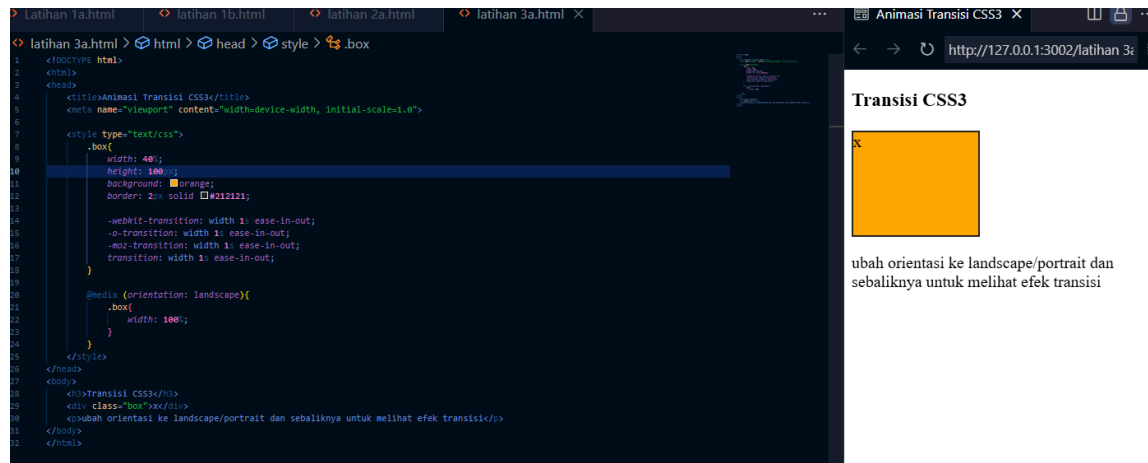 Latihan 1a.html latihan 1b.html latihan 2a.html latihan 3a.html
latihan 3a.html > html > head > style > .box
1 <!DOCTYPE html>
2 <html>
3 <head>
4 <title>Animasi Transisi CSS3</title>
5 <meta name="viewport" content="width=device-width, initial-scale=1.0">
6
7 <style type="text/css">
8 .box{
9 width: 40%;
10 height: 100px;
11 background: orange;
12 border: 2px solid #212121;
13
14 -webkit-transition: width 1s ease-in-out;
15 -o-transition: width 1s ease-in-out;
16 -moz-transition: width 1s ease-in-out;
17 transition: width 1s ease-in-out;
18 }
19
20 @media (orientation: landscape){
21 .box{
22 width: 100%;
23 }
24 }
25 </style>
26 </head>
27 <body>
28 <h3>Transisi CSS3</h3>
29 <div class="box">x</div>
30 <p>ubah orientasi ke landscape/portrait dan sebaliknya untuk melihat efek transisi</p>
31 </body>
32 </html>
Animasi Transisi CSS3
http://127.0.0.1:3002/latihan 3a
Transisi CSS3
x
ubah orientasi ke landscape/portrait dan
sebaliknya untuk melihat efek transisi